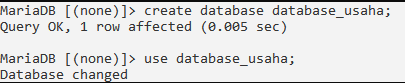 MariaDB [(none)]> create database database_usaha;
Query OK, 1 row affected (0.005 sec)
MariaDB [(none)]> use database_usaha;
Database changed